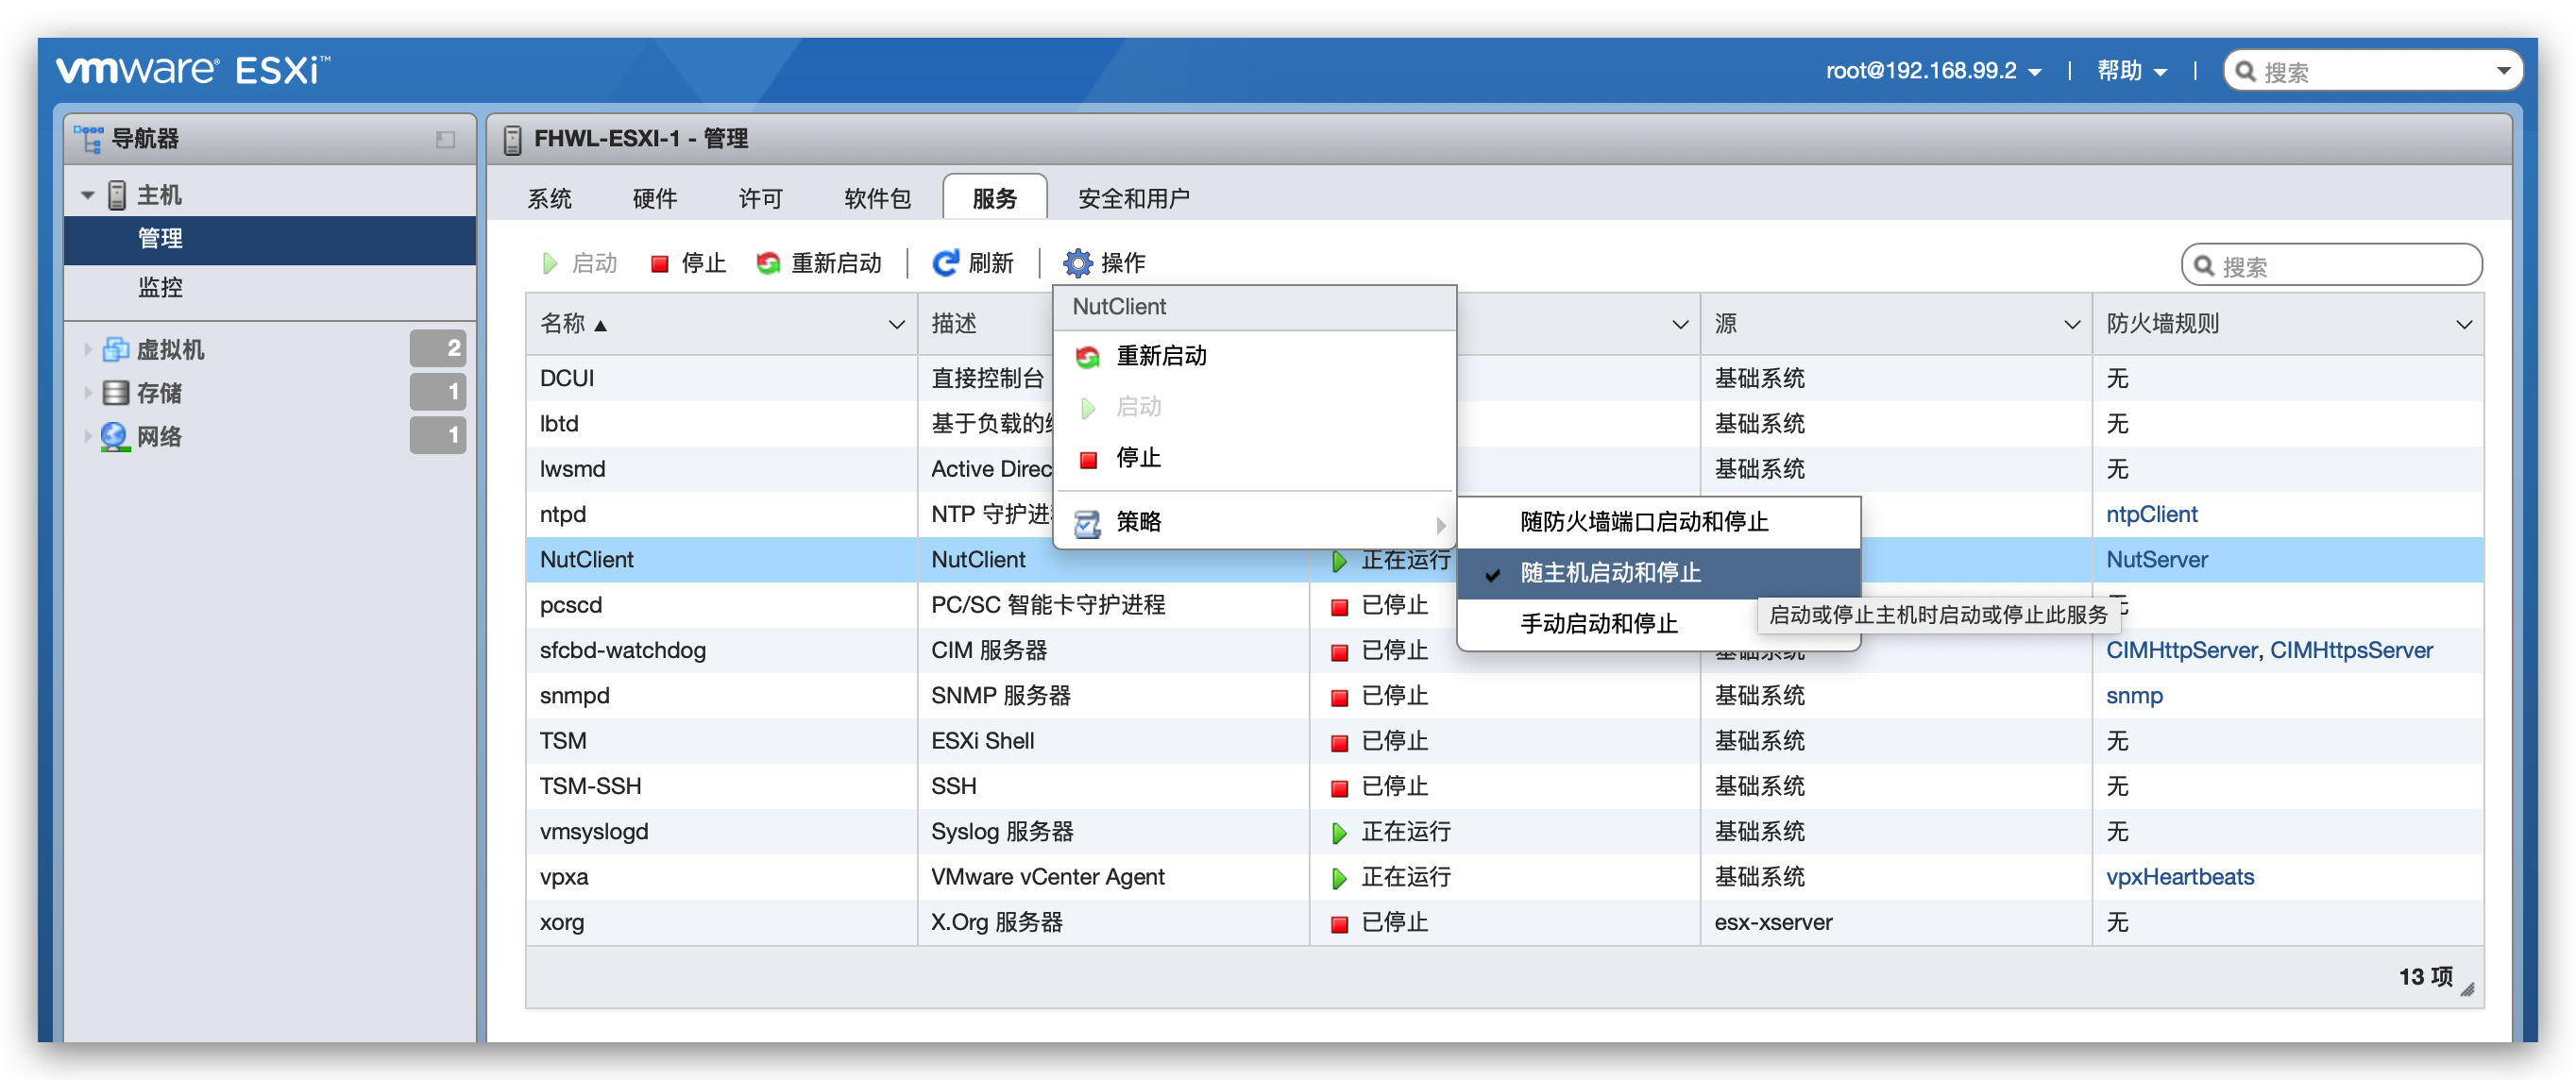 vmware® ESXi™
root@192.168.99.2 | 帮助 | 搜索
导航器
主机
管理
监控
虚拟机 2
存储 1
网络 1
FHWL-ESXI-1 - 管理
系统 硬件 许可 软件包 服务 安全和用户
启动 停止 重新启动 | 刷新 | 操作 搜索
名称 ▲ 描述 源 防火墙规则
NutClient
重新启动
启动
停止
策略
随防火墙端口启动和停止
随主机启动和停止
手动启动和停止
启动或停止主机时启动或停止此服务
DCUI 直接控制台 基础系统 无
lbtd 基于负载的 基础系统 无
lwsmd Active Direc 基础系统 无
ntpd NTP 守护进 ntpClient
NutClient NutClient 正在运行 NutServer
pcscd PC/SC 智能卡守护进程 已停止
sfcbd-watchdog CIM 服务器 已停止 基础系统 CIMHttpServer, CIMHttpsServer
snmpd SNMP 服务器 已停止 基础系统 snmp
TSM ESXi Shell 已停止 基础系统 无
TSM-SSH SSH 已停止 基础系统 无
vmsyslogd Syslog 服务器 正在运行 基础系统 无
vpxa VMware vCenter Agent 正在运行 基础系统 vpxHeartbeats
xorg X.Org 服务器 已停止 esx-xserver 无
13 项